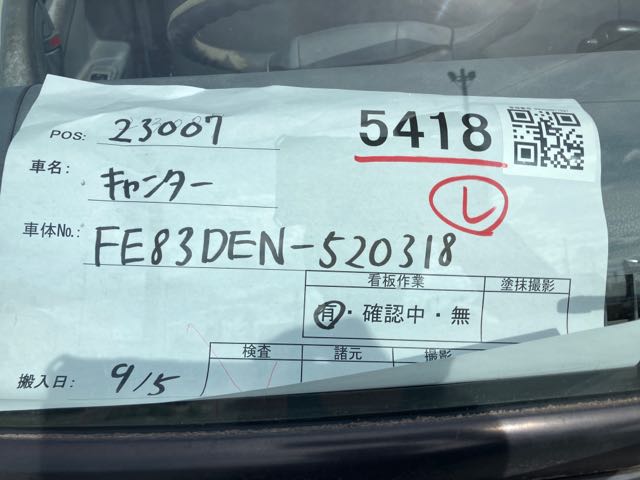 5418
POS: 23007
車名: キャンター
レ
車体No.: FE83DEN-520318
看板作業 塗抹撮影
有・確認中・無
検査 諸元 撮影
搬入日: 9/5